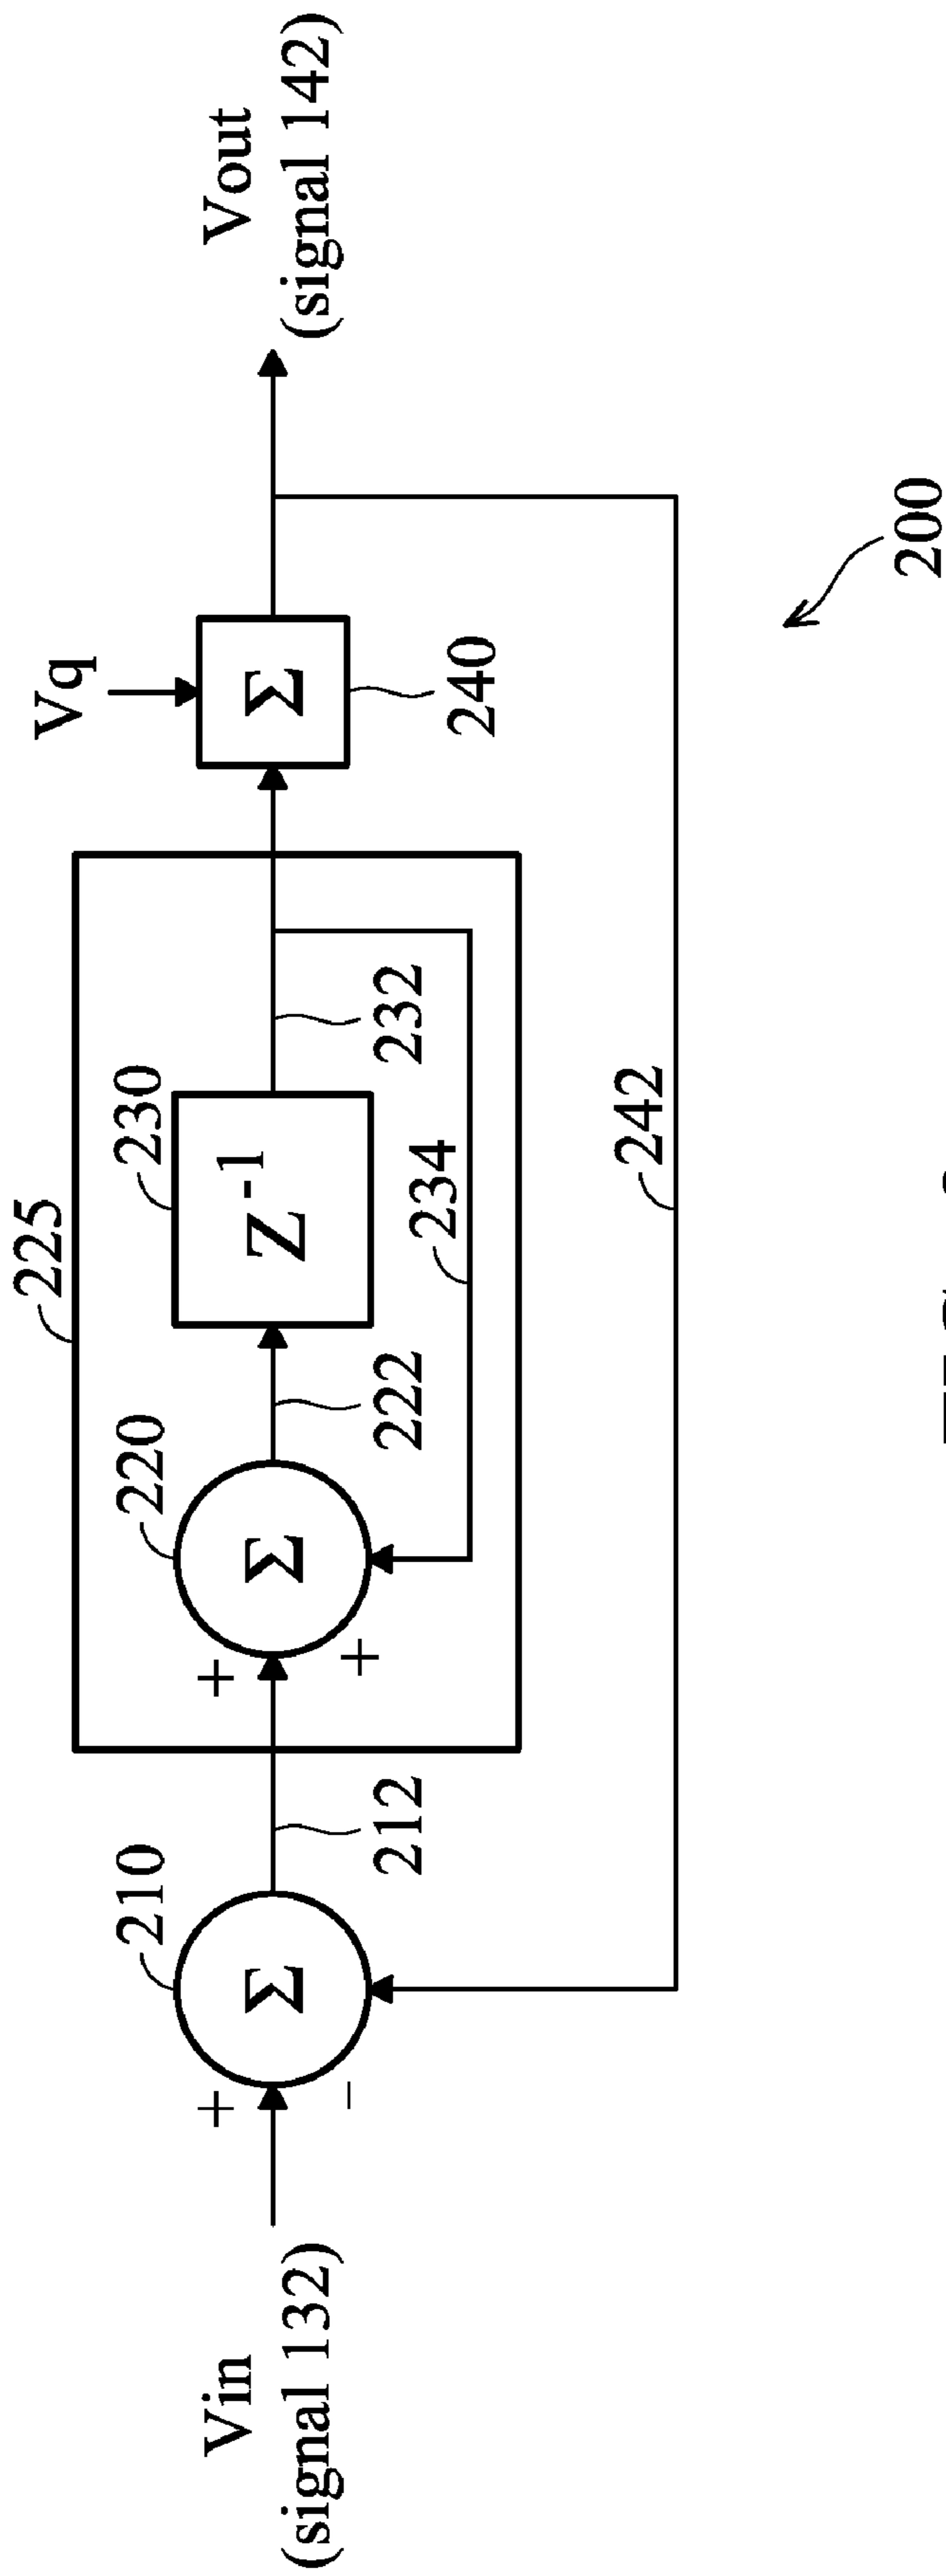 Vin
(signal 132)
+
−
Σ
210
212
225
+
+
Σ
220
222
Z-1
230
232
234
Vq
Σ
240
242
Vout
(signal 142)
200